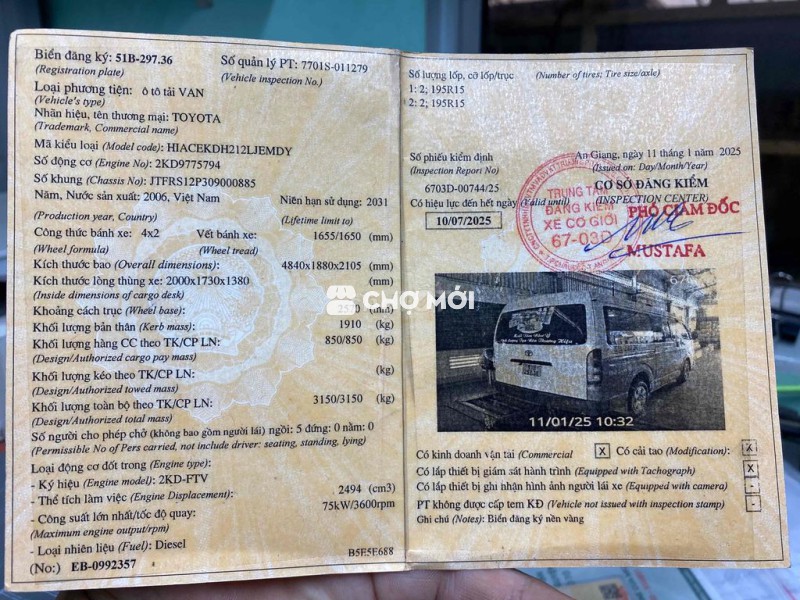 Biển đăng ký: 51B-297.36
(Registration plate)
Số quản lý PT: 7701S-011279
(Vehicle inspection No.)
Loại phương tiện: ô tô tải VAN
(Vehicle's type)
Nhãn hiệu, tên thương mại: TOYOTA
(Trademark, Commercial name)
Mã kiểu loại (Model code): HIACEKDH212LJEMDY
Số động cơ (Engine No): 2KD9775794
Số khung (Chassis No): JTFRS12P309000885
Năm, Nước sản xuất: 2006, Việt Nam
Niên hạn sử dụng: 2031
(Production year, Country)
(Lifetime limit to)
Công thức bánh xe: 4x2
Vết bánh xe: 1655/1650 (mm)
(Wheel formula)
(Wheel tread)
Kích thước bao (Overall dimensions): 4840x1880x2105 (mm)
Kích thước lòng thùng xe: 2000x1730x1380 (mm)
(Inside dimensions of cargo desk)
Khoảng cách trục (Wheel base): (mm)
Khối lượng bản thân (Kerb mass): 1910 (kg)
Khối lượng hàng CC theo TK/CP LN: 850/850 (kg)
(Design/Authorized cargo pay mass)
Khối lượng kéo theo TK/CP LN: (kg)
(Design/Authorized towed mass)
Khối lượng toàn bộ theo TK/CP LN: 3150/3150 (kg)
(Design/Authorized total mass)
Số người cho phép chở (không bao gồm người lái) ngồi: 5 đứng: 0 nằm: 0
(Permissible No of Pers carried, not include driver: seating, standing, lying)
Loại động cơ đốt trong (Engine type):
- Ký hiệu (Engine model): 2KD-FTV
- Thể tích làm việc (Engine Displacement): 2494 (cm3)
- Công suất lớn nhất/tốc độ quay: 75kW/3600rpm
(Maximum engine output/rpm)
- Loại nhiên liệu (Fuel): Diesel
B5E5E688
(No:) EB-0992357
Số lượng lốp, cỡ lốp/trục (Number of tires; Tire size/axle)
1: 2; 195R15
2: 2; 195R15
Số phiếu kiểm định
(Inspection Report No)
6703D-00744/25
Có hiệu lực đến hết ngày (Valid until)
10/07/2025
An Giang, ngày 11 tháng 1 năm 2025
(Issued on: Day/Month/Year)
CƠ SỞ ĐĂNG KIỂM
(INSPECTION CENTER)
TRUNG TÂM
ĐĂNG KIỂM
XE CƠ GIỚI
67-03D
PHÓ GIÁM ĐỐC
MUSTAFA
CHỢ MỚI
11/01/25 10:32
Có kinh doanh vận tải (Commercial X Có cải tạo (Modification): X
Có lắp thiết bị giám sát hành trình (Equipped with Tachograph) X
Có lắp thiết bị ghi nhận hình ảnh người lái xe (Equipped with camera) -
PT không được cấp tem KĐ (Vehicle not issued with inspection stamp) -
Ghi chú (Notes): Biển đăng ký nền vàng